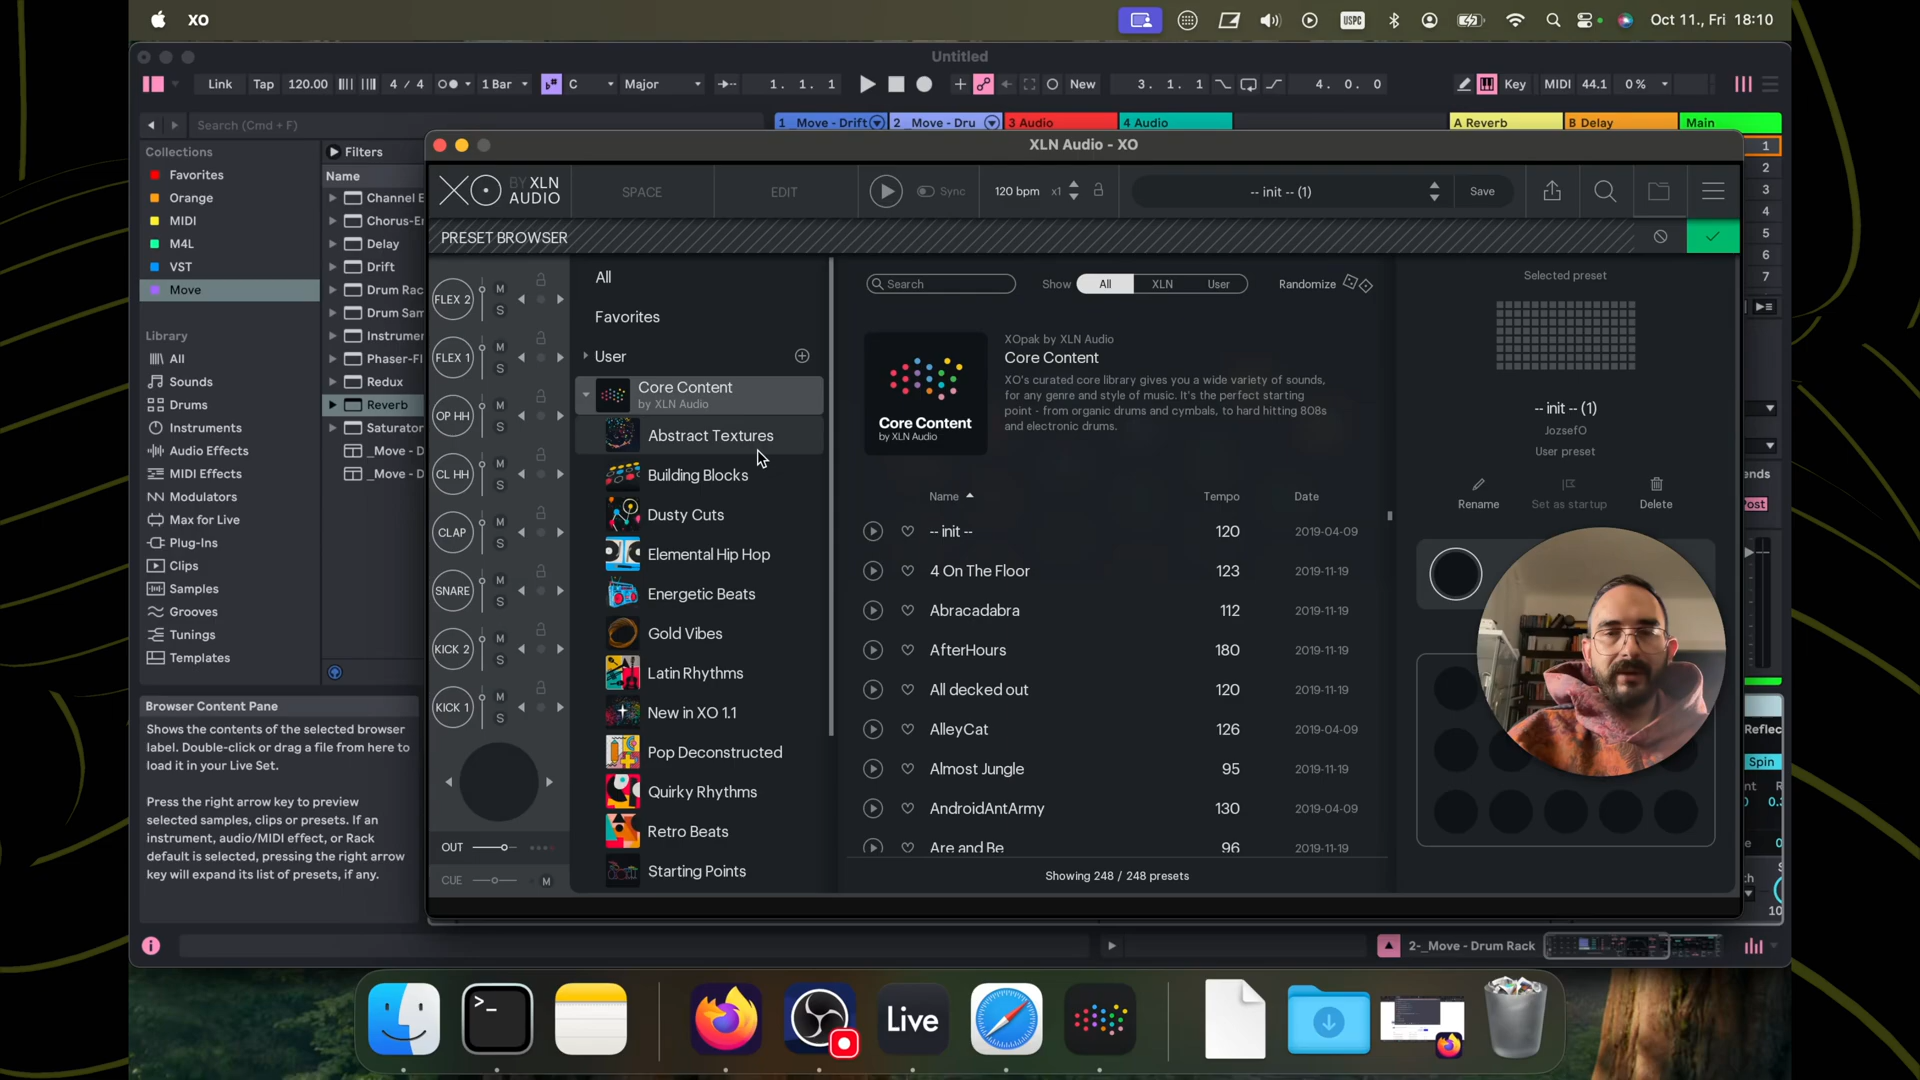 XO
USPC
Oct 11., Fri 18:10
Untitled
Link
Tap
120.00
4 / 4
1 Bar
C
Major
1. 1. 1
New
3. 1. 1
4. 0. 0
Key
MIDI
44.1
0 %
Search (Cmd + F)
1 _Move - Drift
2 _Move - Dru
3 Audio
4 Audio
A Reverb
B Delay
Main
Collections
Favorites
Orange
MIDI
M4L
VST
Move
Library
All
Sounds
Drums
Instruments
Audio Effects
MIDI Effects
Modulators
Max for Live
Plug-Ins
Clips
Samples
Grooves
Tunings
Templates
Filters
Name
Channel E
Chorus-En
Delay
Drift
Drum Rac
Drum Sam
Instrumen
Phaser-Fl
Redux
Reverb
Saturator
_Move - D
_Move - D
Browser Content Pane
Shows the contents of the selected browser
label. Double-click or drag a file from here to
load it in your Live Set.
Press the right arrow key to preview
selected samples, clips or presets. If an
instrument, audio/MIDI effect, or Rack
default is selected, pressing the right arrow
key will expand its list of presets, if any.
XLN Audio - XO
XO BY XLN AUDIO
SPACE
EDIT
Sync
120 bpm
x1
-- init -- (1)
Save
PRESET BROWSER
FLEX 2
M
S
FLEX 1
M
S
OP HH
M
S
CL HH
M
S
CLAP
M
S
SNARE
M
S
KICK 2
M
S
KICK 1
M
S
OUT
CUE
M
All
Favorites
User
Core Content
by XLN Audio
Abstract Textures
Building Blocks
Dusty Cuts
Elemental Hip Hop
Energetic Beats
Gold Vibes
Latin Rhythms
New in XO 1.1
Pop Deconstructed
Quirky Rhythms
Retro Beats
Starting Points
Search
Show
All
XLN
User
Randomize
Core Content
by XLN Audio
XOpak by XLN Audio
Core Content
XO's curated core library gives you a wide variety of sounds,
for any genre and style of music. It's the perfect starting
point - from organic drums and cymbals, to hard hitting 808s
and electronic drums.
Name
Tempo
Date
-- init -- 120 2019-04-09
4 On The Floor 123 2019-11-19
Abracadabra 112 2019-11-19
AfterHours 180 2019-11-19
All decked out 120 2019-11-19
AlleyCat 126 2019-04-09
Almost Jungle 95 2019-11-19
AndroidAntArmy 130 2019-04-09
Are and Be 96 2019-11-19
Showing 248 / 248 presets
Selected preset
-- init -- (1)
JozsefO
User preset
Rename
Set as startup
Delete
1
2
3
4
5
6
7
ends
Post
Reflec
Spin
2-_Move - Drum Rack
Live